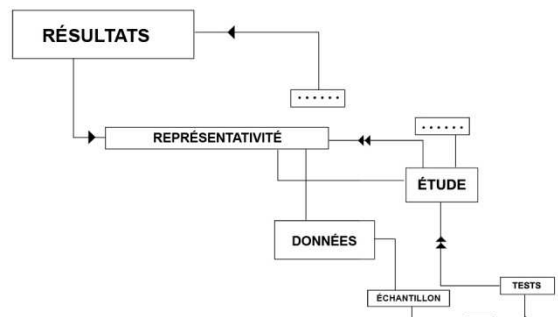 RÉSULTATS
......
REPRÉSENTATIVITÉ
......
ÉTUDE
DONNÉES
TESTS
ÉCHANTILLON